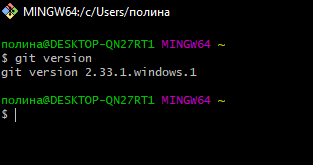 MINGW64:/c/Users/полина
полина@DESKTOP-QN27RT1 MINGW64 ~
$ git version
git version 2.33.1.windows.1
полина@DESKTOP-QN27RT1 MINGW64 ~
$